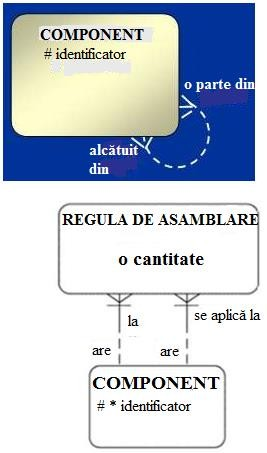 COMPONENT
# identificator
o parte din
alcătuit
din
REGULA DE ASAMBLARE
o cantitate
la
se aplică la
are
are
COMPONENT
# * identificator